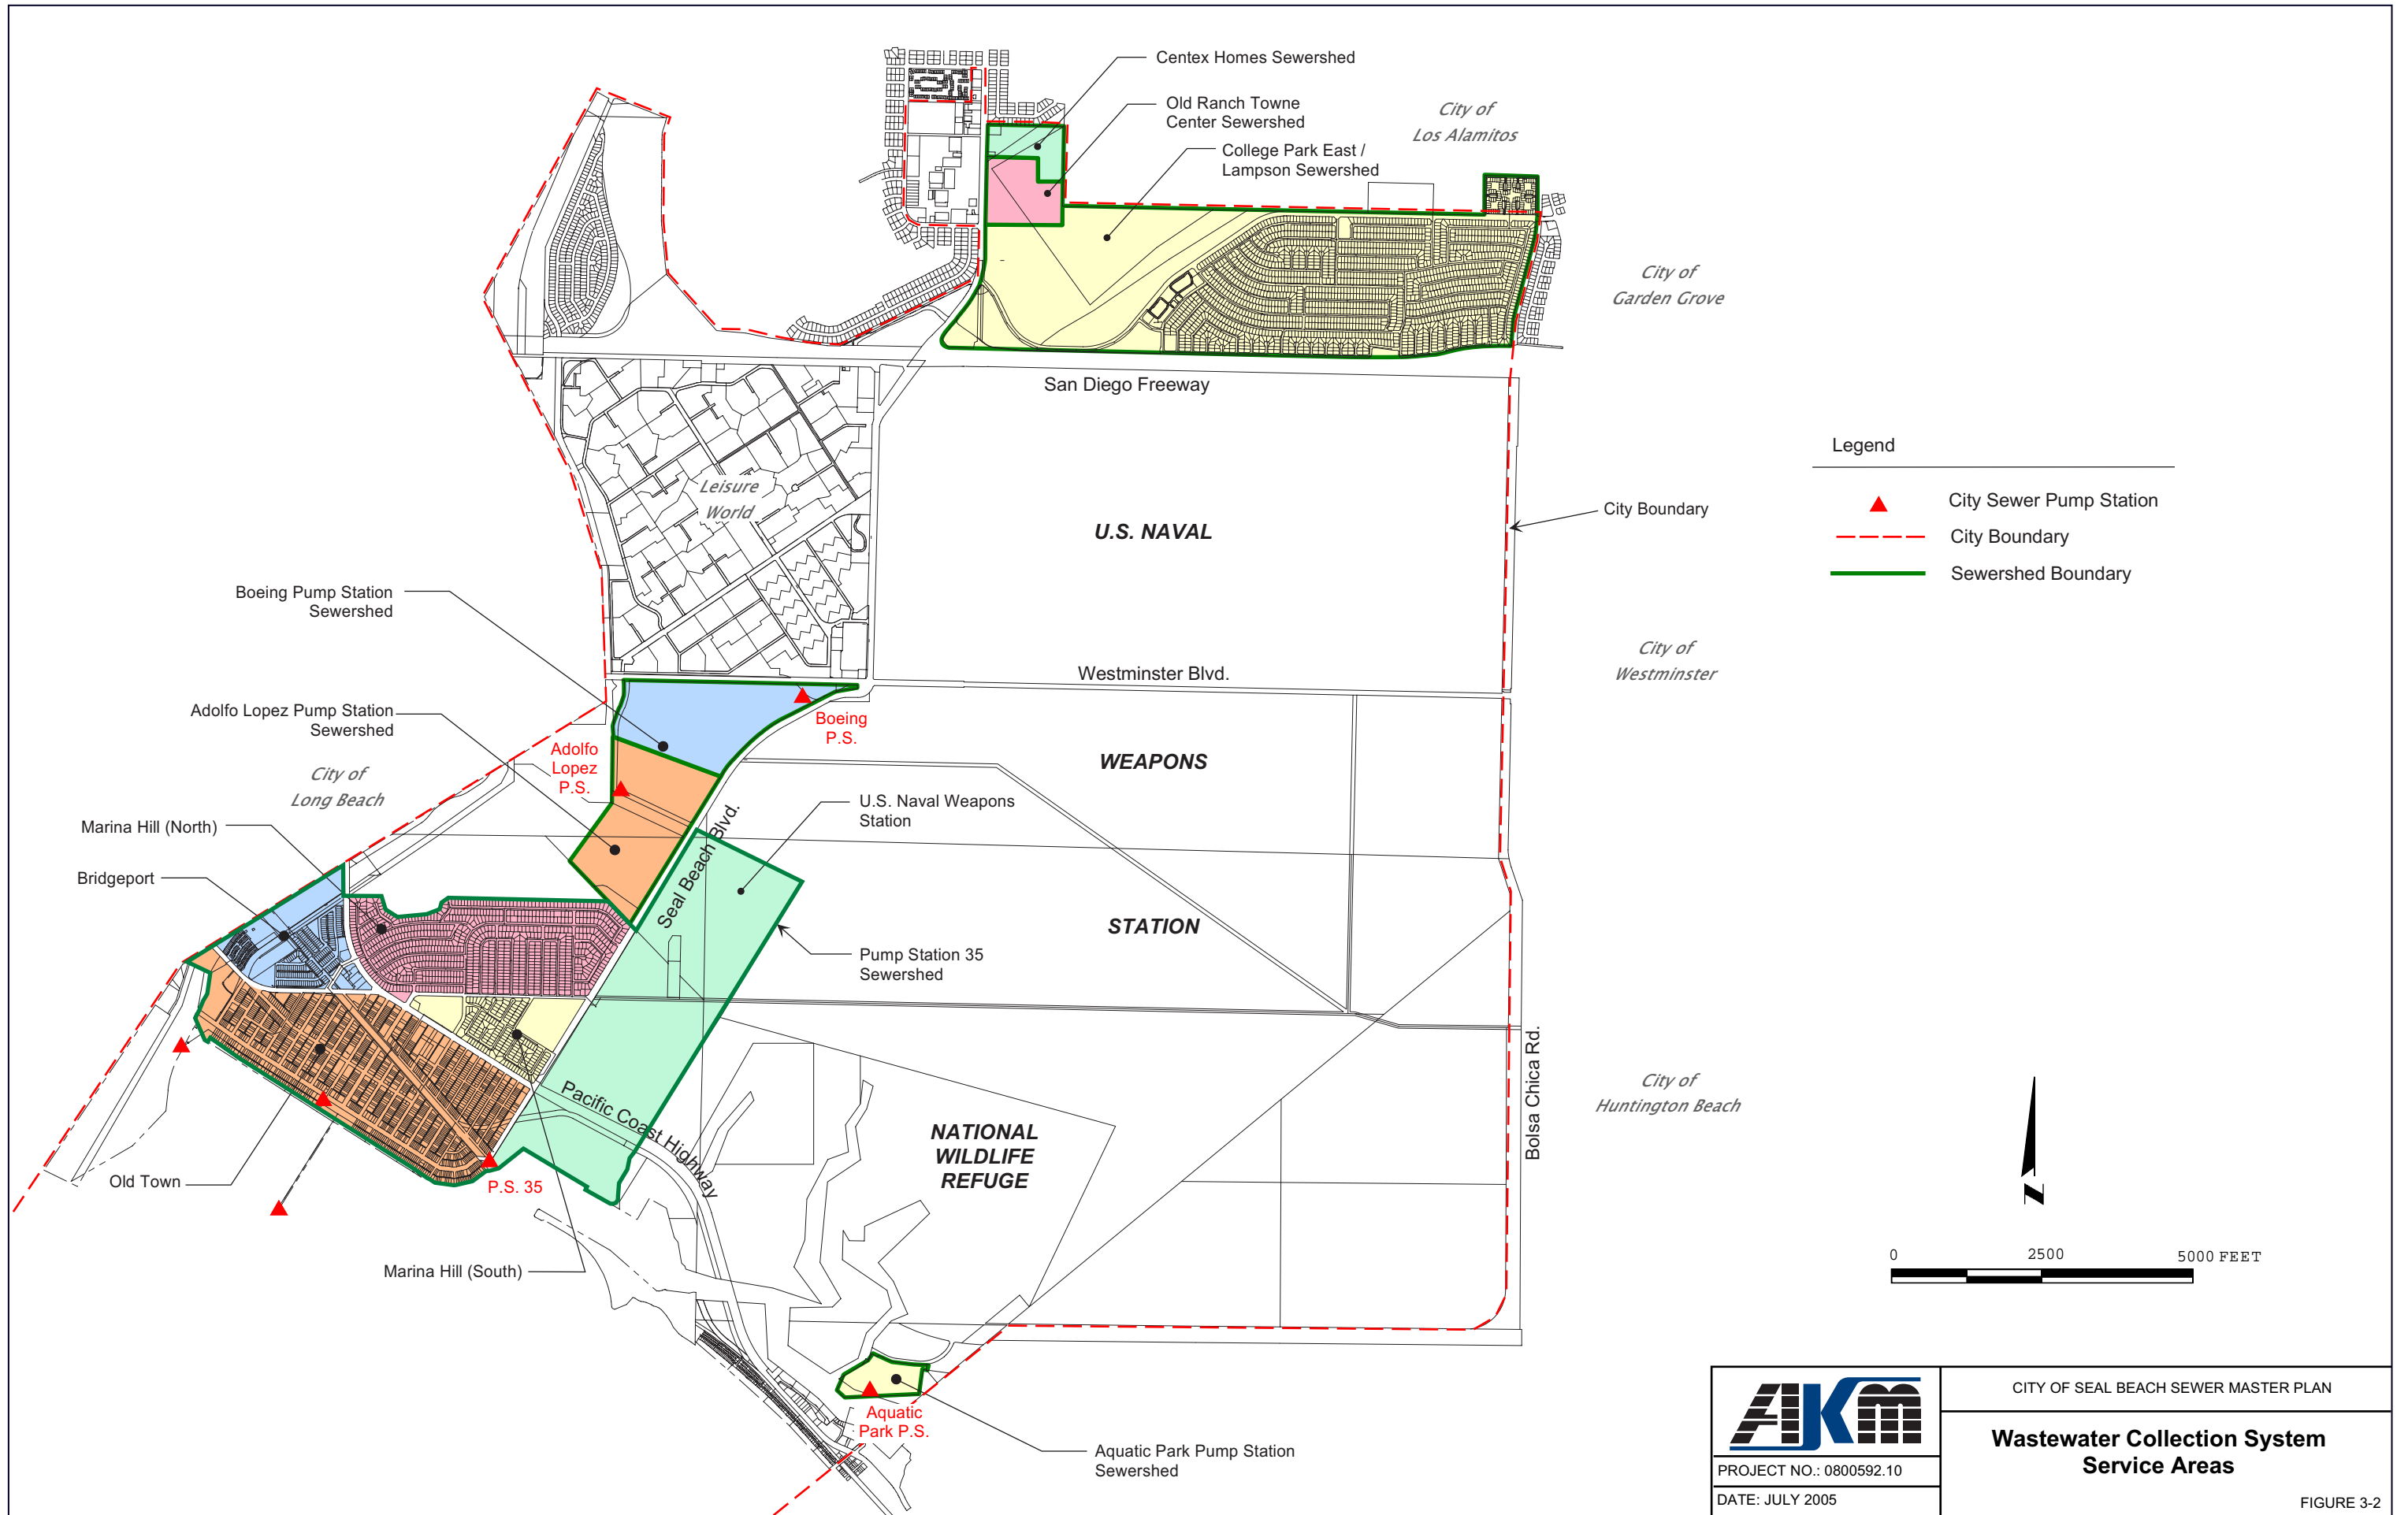 Centex Homes Sewershed
Old Ranch Towne
Center Sewershed
College Park East /
Lampson Sewershed
City of
Los Alamitos
City of
Garden Grove
San Diego Freeway
Leisure
World
U.S. NAVAL
City Boundary
Legend
City Sewer Pump Station
City Boundary
Sewershed Boundary
Boeing Pump Station
Sewershed
City of
Westminster
Westminster Blvd.
Adolfo Lopez Pump Station
Sewershed
Boeing
P.S.
Adolfo
Lopez
P.S.
WEAPONS
City of
Long Beach
U.S. Naval Weapons
Station
Marina Hill (North)
Seal Beach Blvd.
Bridgeport
STATION
Pump Station 35
Sewershed
Bolsa Chica Rd.
City of
Huntington Beach
Pacific Coast Highway
NATIONAL
WILDLIFE
REFUGE
Old Town
P.S. 35
N
Marina Hill (South)
0 2500 5000 FEET
Aquatic
Park P.S.
Aquatic Park Pump Station
Sewershed
AKM
CITY OF SEAL BEACH SEWER MASTER PLAN
Wastewater Collection System
Service Areas
PROJECT NO.: 0800592.10
DATE: JULY 2005
FIGURE 3-2